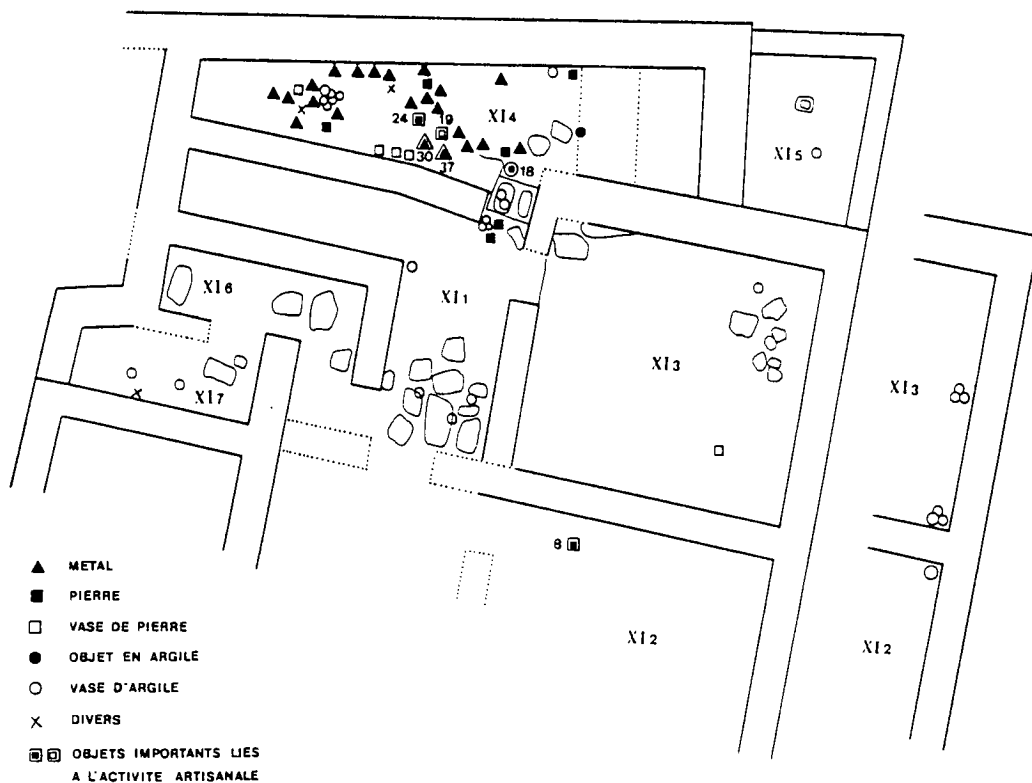 XI4
24
19
XI5
30
37
18
XI6
XI1
XI3
XI3
XI7
8
XI2
XI2
METAL
PIERRE
VASE DE PIERRE
OBJET EN ARGILE
VASE D'ARGILE
DIVERS
OBJETS IMPORTANTS LIES
A L'ACTIVITE ARTISANALE